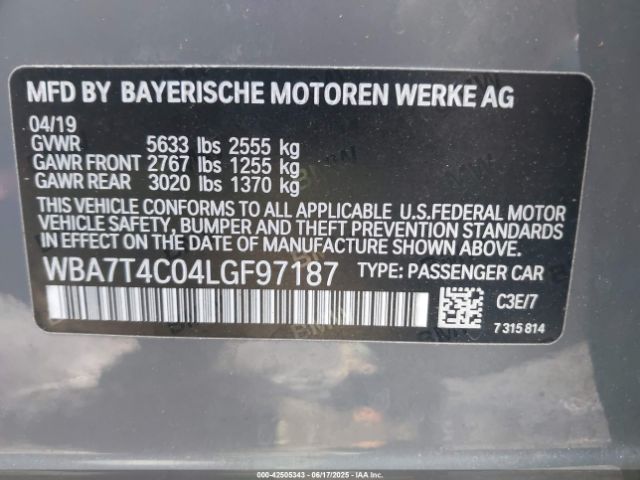 MFD BY BAYERISCHE MOTOREN WERKE AG
04/19
GVWR 5633 lbs 2555 kg
GAWR FRONT 2767 lbs 1255 kg
GAWR REAR 3020 lbs 1370 kg
THIS VEHICLE CONFORMS TO ALL APPLICABLE U.S.FEDERAL MOTOR
VEHICLE SAFETY, BUMPER AND THEFT PREVENTION STANDARDS
IN EFFECT ON THE DATE OF MANUFACTURE SHOWN ABOVE.
WBA7T4C04LGF97187 TYPE: PASSENGER CAR
C3E/7
7 315 814
000-42505343 - 06/17/2025 - IAAI.COM